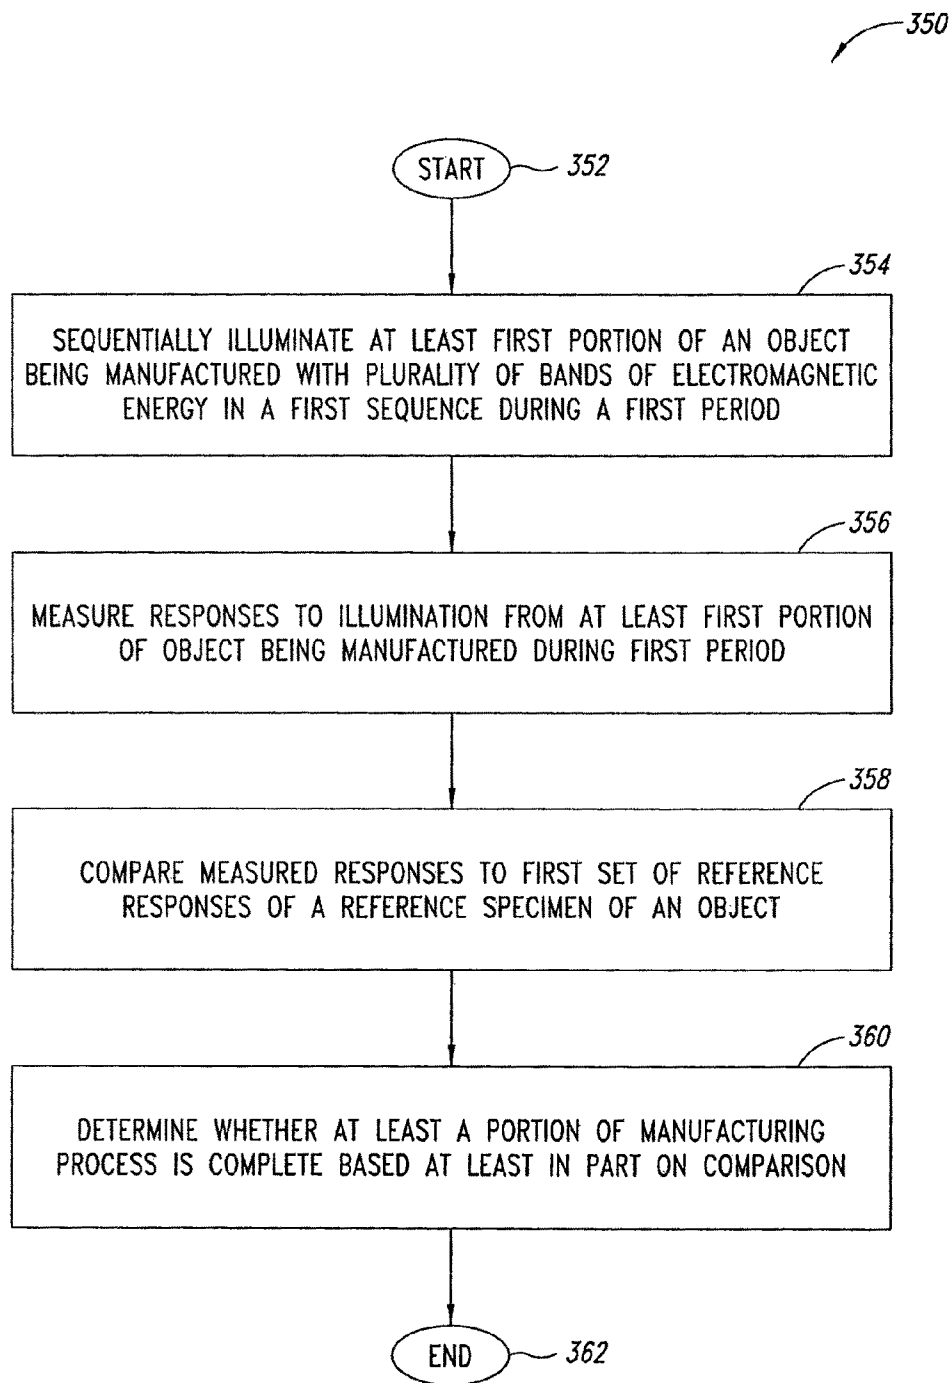 350
START
352
354
SEQUENTIALLY ILLUMINATE AT LEAST FIRST PORTION OF AN OBJECT
BEING MANUFACTURED WITH PLURALITY OF BANDS OF ELECTROMAGNETIC
ENERGY IN A FIRST SEQUENCE DURING A FIRST PERIOD
356
MEASURE RESPONSES TO ILLUMINATION FROM AT LEAST FIRST PORTION
OF OBJECT BEING MANUFACTURED DURING FIRST PERIOD
358
COMPARE MEASURED RESPONSES TO FIRST SET OF REFERENCE
RESPONSES OF A REFERENCE SPECIMEN OF AN OBJECT
360
DETERMINE WHETHER AT LEAST A PORTION OF MANUFACTURING
PROCESS IS COMPLETE BASED AT LEAST IN PART ON COMPARISON
END
362